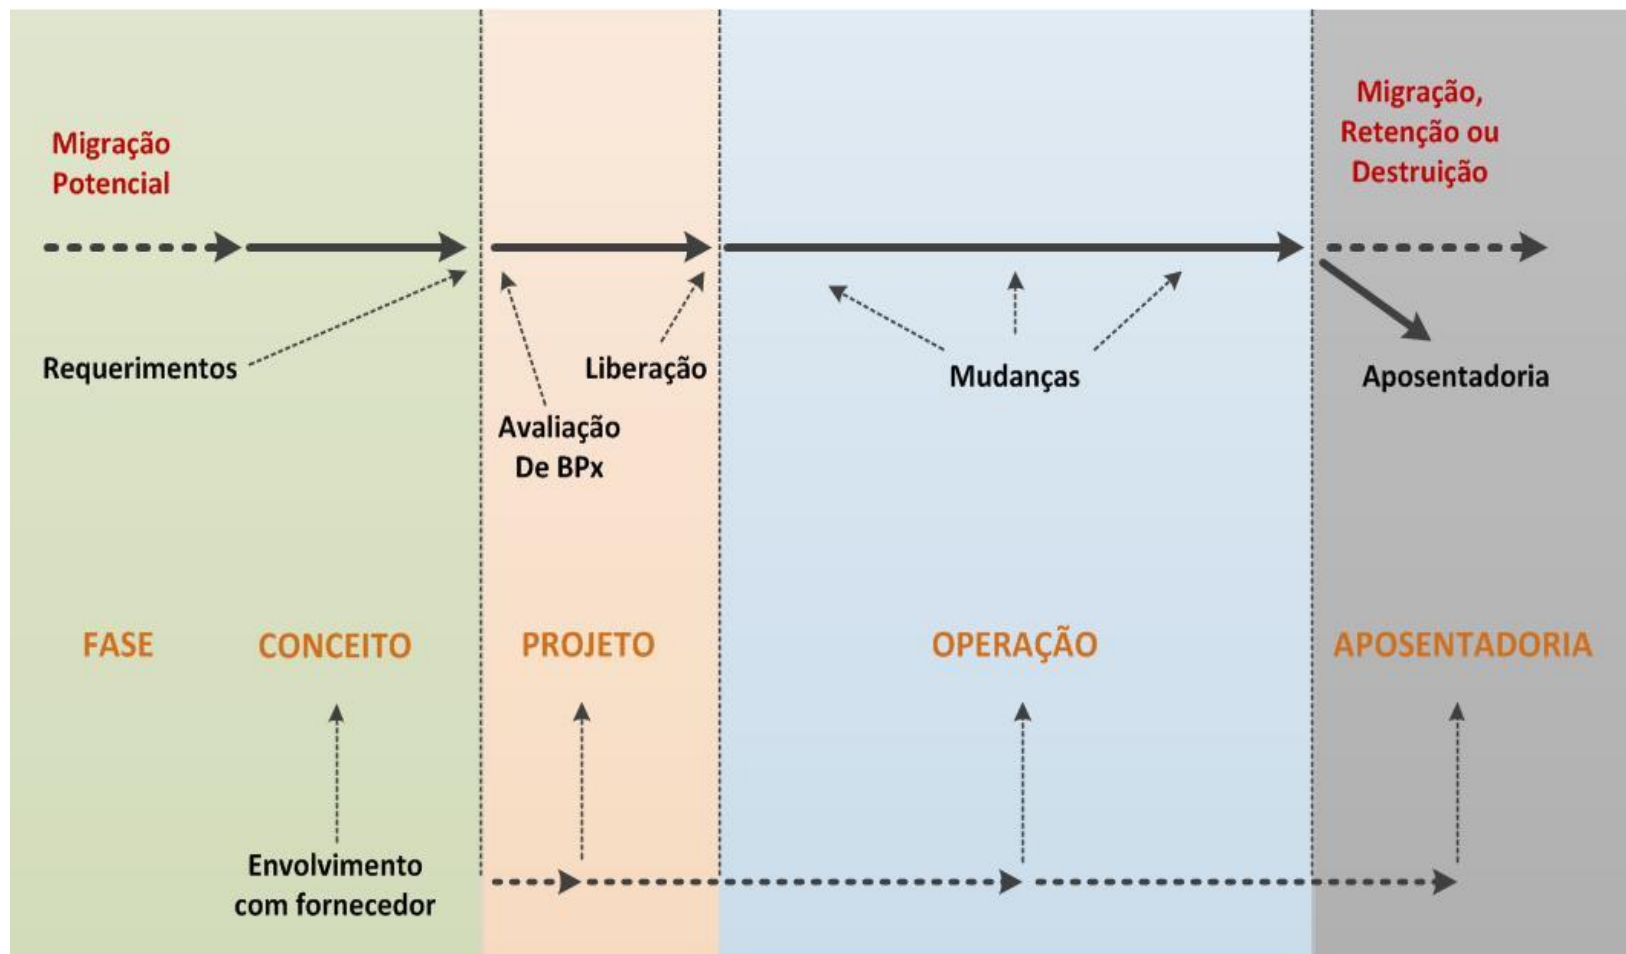 Migração
Potencial
Migração,
Retenção ou
Destruição
Requerimentos
Liberação
Mudanças
Aposentadoria
Avaliação
De BPx
FASE
CONCEITO
PROJETO
OPERAÇÃO
APOSENTADORIA
Envolvimento
com fornecedor